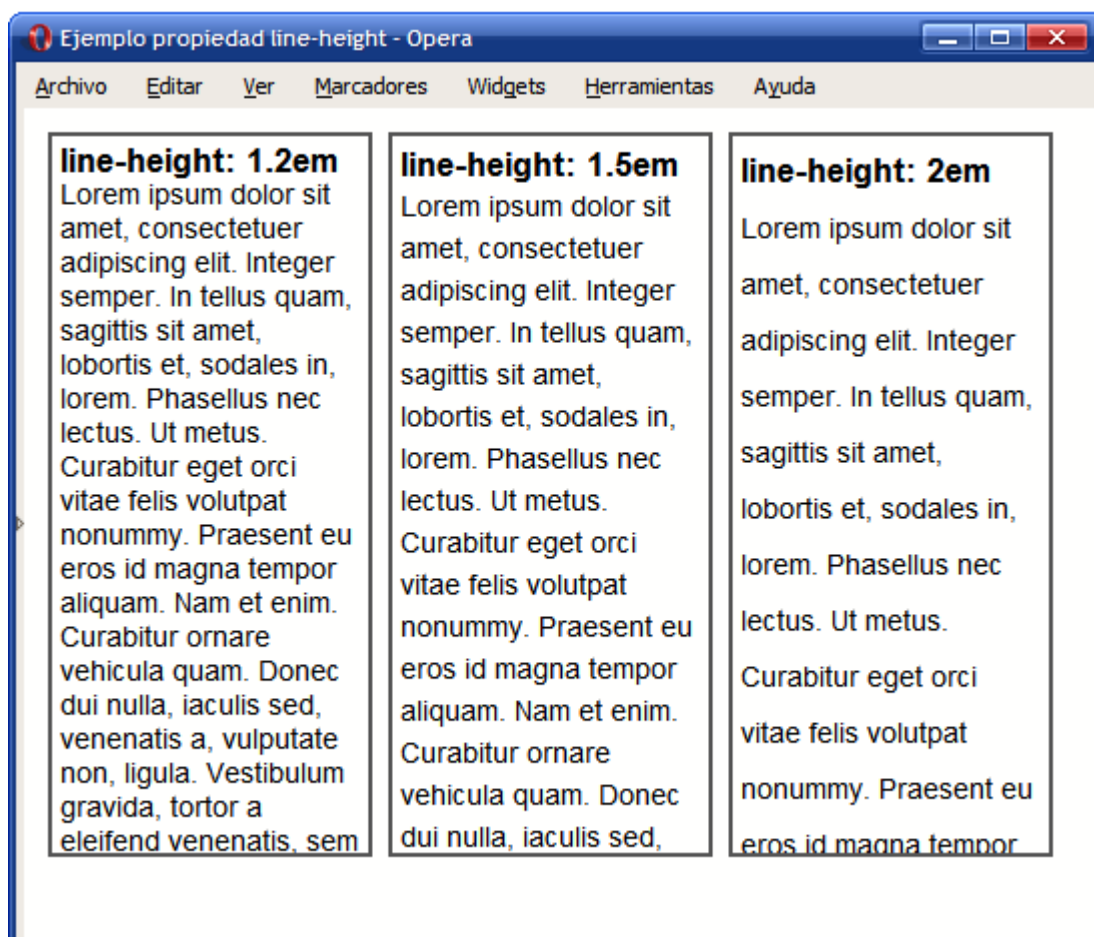 Ejemplo propiedad line-height - Opera
Archivo Editar Ver Marcadores Widgets Herramientas Ayuda
line-height: 1.2em
Lorem ipsum dolor sit
amet, consectetuer
adipiscing elit. Integer
semper. In tellus quam,
sagittis sit amet,
lobortis et, sodales in,
lorem. Phasellus nec
lectus. Ut metus.
Curabitur eget orci
vitae felis volutpat
nonummy. Praesent eu
eros id magna tempor
aliquam. Nam et enim.
Curabitur ornare
vehicula quam. Donec
dui nulla, iaculis sed,
venenatis a, vulputate
non, ligula. Vestibulum
gravida, tortor a
eleifend venenatis, sem
line-height: 1.5em
Lorem ipsum dolor sit
amet, consectetuer
adipiscing elit. Integer
semper. In tellus quam,
sagittis sit amet,
lobortis et, sodales in,
lorem. Phasellus nec
lectus. Ut metus.
Curabitur eget orci
vitae felis volutpat
nonummy. Praesent eu
eros id magna tempor
aliquam. Nam et enim.
Curabitur ornare
vehicula quam. Donec
dui nulla, iaculis sed,
line-height: 2em
Lorem ipsum dolor sit
amet, consectetuer
adipiscing elit. Integer
semper. In tellus quam,
sagittis sit amet,
lobortis et, sodales in,
lorem. Phasellus nec
lectus. Ut metus.
Curabitur eget orci
vitae felis volutpat
nonummy. Praesent eu
eros id magna tempor